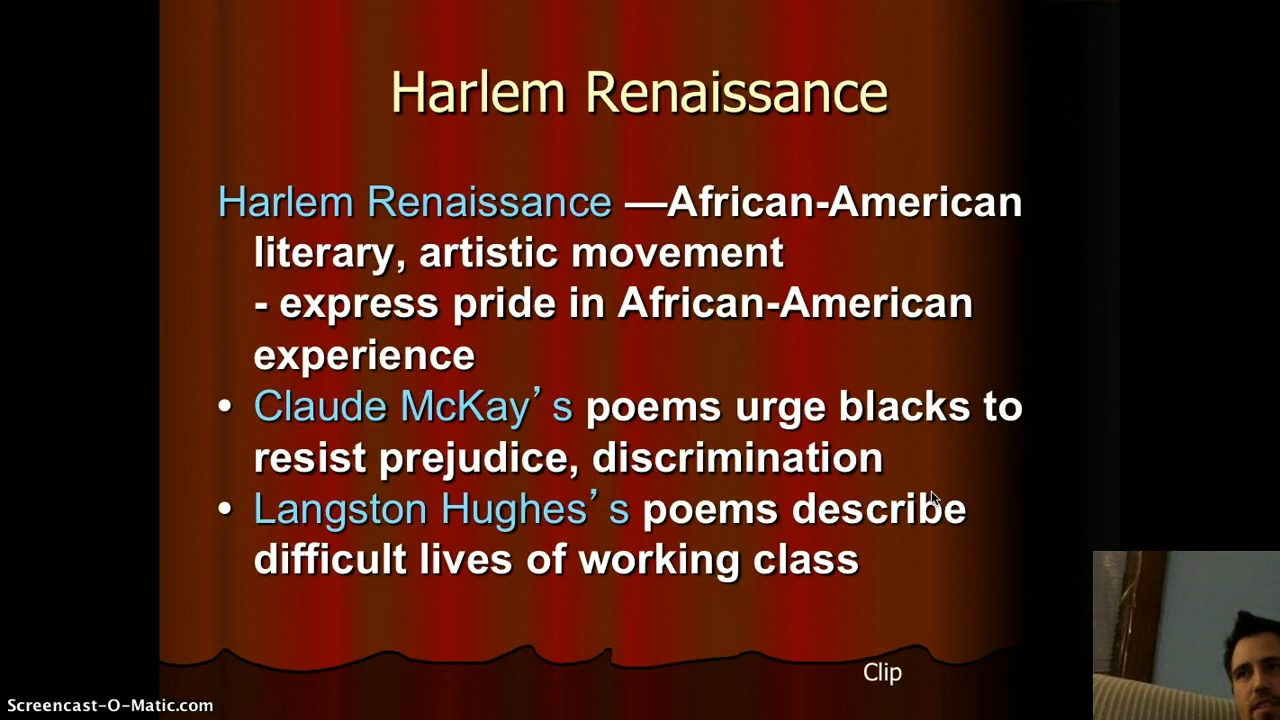 Harlem Renaissance
Harlem Renaissance —African-American
literary, artistic movement
- express pride in African-American
experience
• Claude McKay’s poems urge blacks to
resist prejudice, discrimination
• Langston Hughes’s poems describe
difficult lives of working class
Clip
Screencast-O-Matic.com